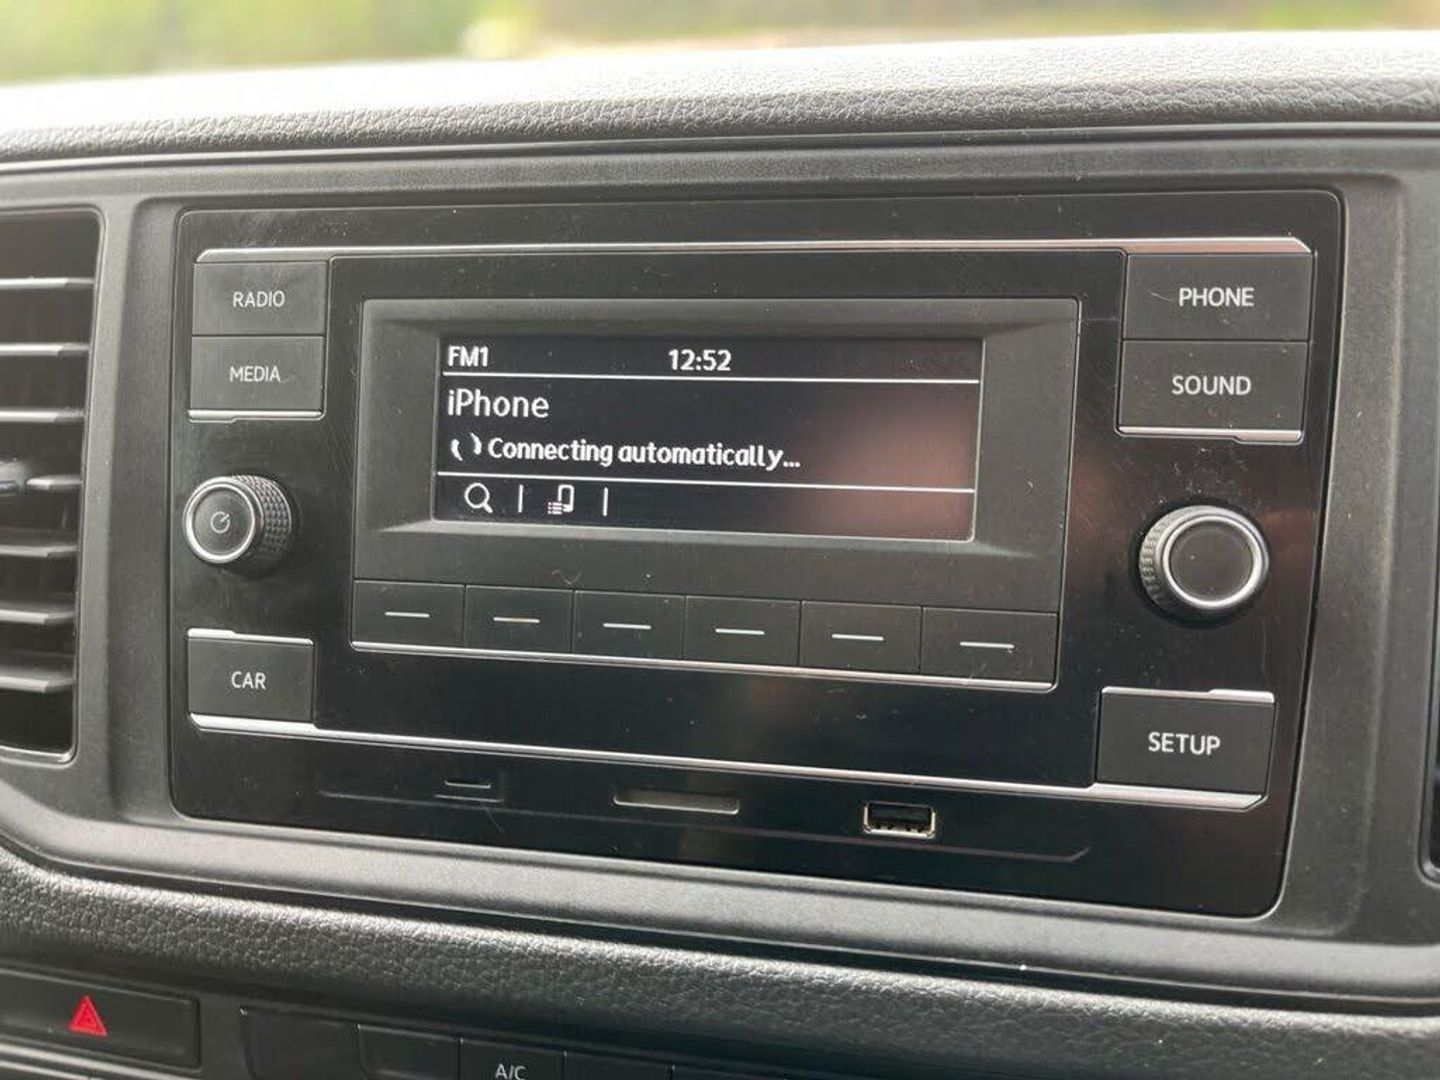 RADIO
MEDIA
CAR
FM1 12:52
iPhone
Connecting automatically...
PHONE
SOUND
SETUP
A/C